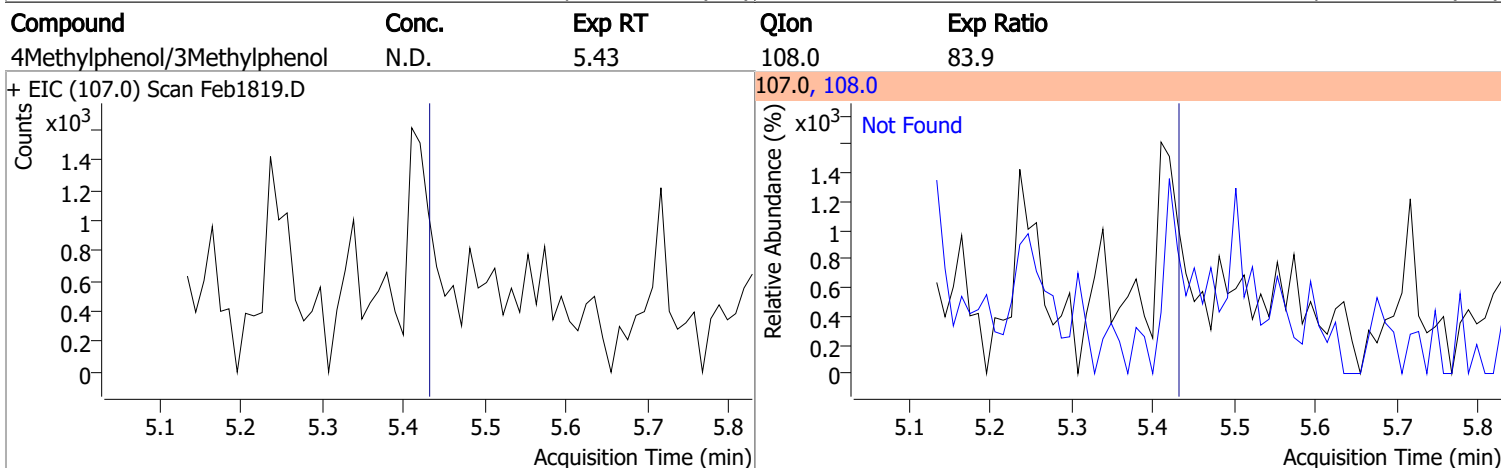 Compound Conc. Exp RT QIon Exp Ratio
4Methylphenol/3Methylphenol N.D. 5.43 108.0 83.9
+ EIC (107.0) Scan Feb1819.D
Counts
x10³
1.4
1.2
1
0.8
0.6
0.4
0.2
0
5.1 5.2 5.3 5.4 5.5 5.6 5.7 5.8
Acquisition Time (min)
107.0, 108.0
Relative Abundance (%)
x10³
Not Found
1.4
1.2
1
0.8
0.6
0.4
0.2
0
5.1 5.2 5.3 5.4 5.5 5.6 5.7 5.8
Acquisition Time (min)